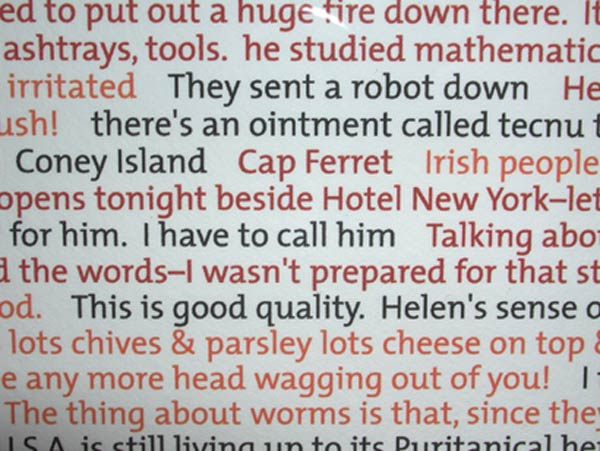 ed to put out a huge fire down there. It
ashtrays, tools. he studied mathematic
irritated They sent a robot down He
ush! there's an ointment called tecnu t
Coney Island Cap Ferret Irish people
opens tonight beside Hotel New York–let
for him. I have to call him Talking abo
d the words–I wasn't prepared for that st
od. This is good quality. Helen's sense o
lots chives & parsley lots cheese on top &
e any more head wagging out of you! I
The thing about worms is that, since they
U.S.A. is still living up to its Puritanical he